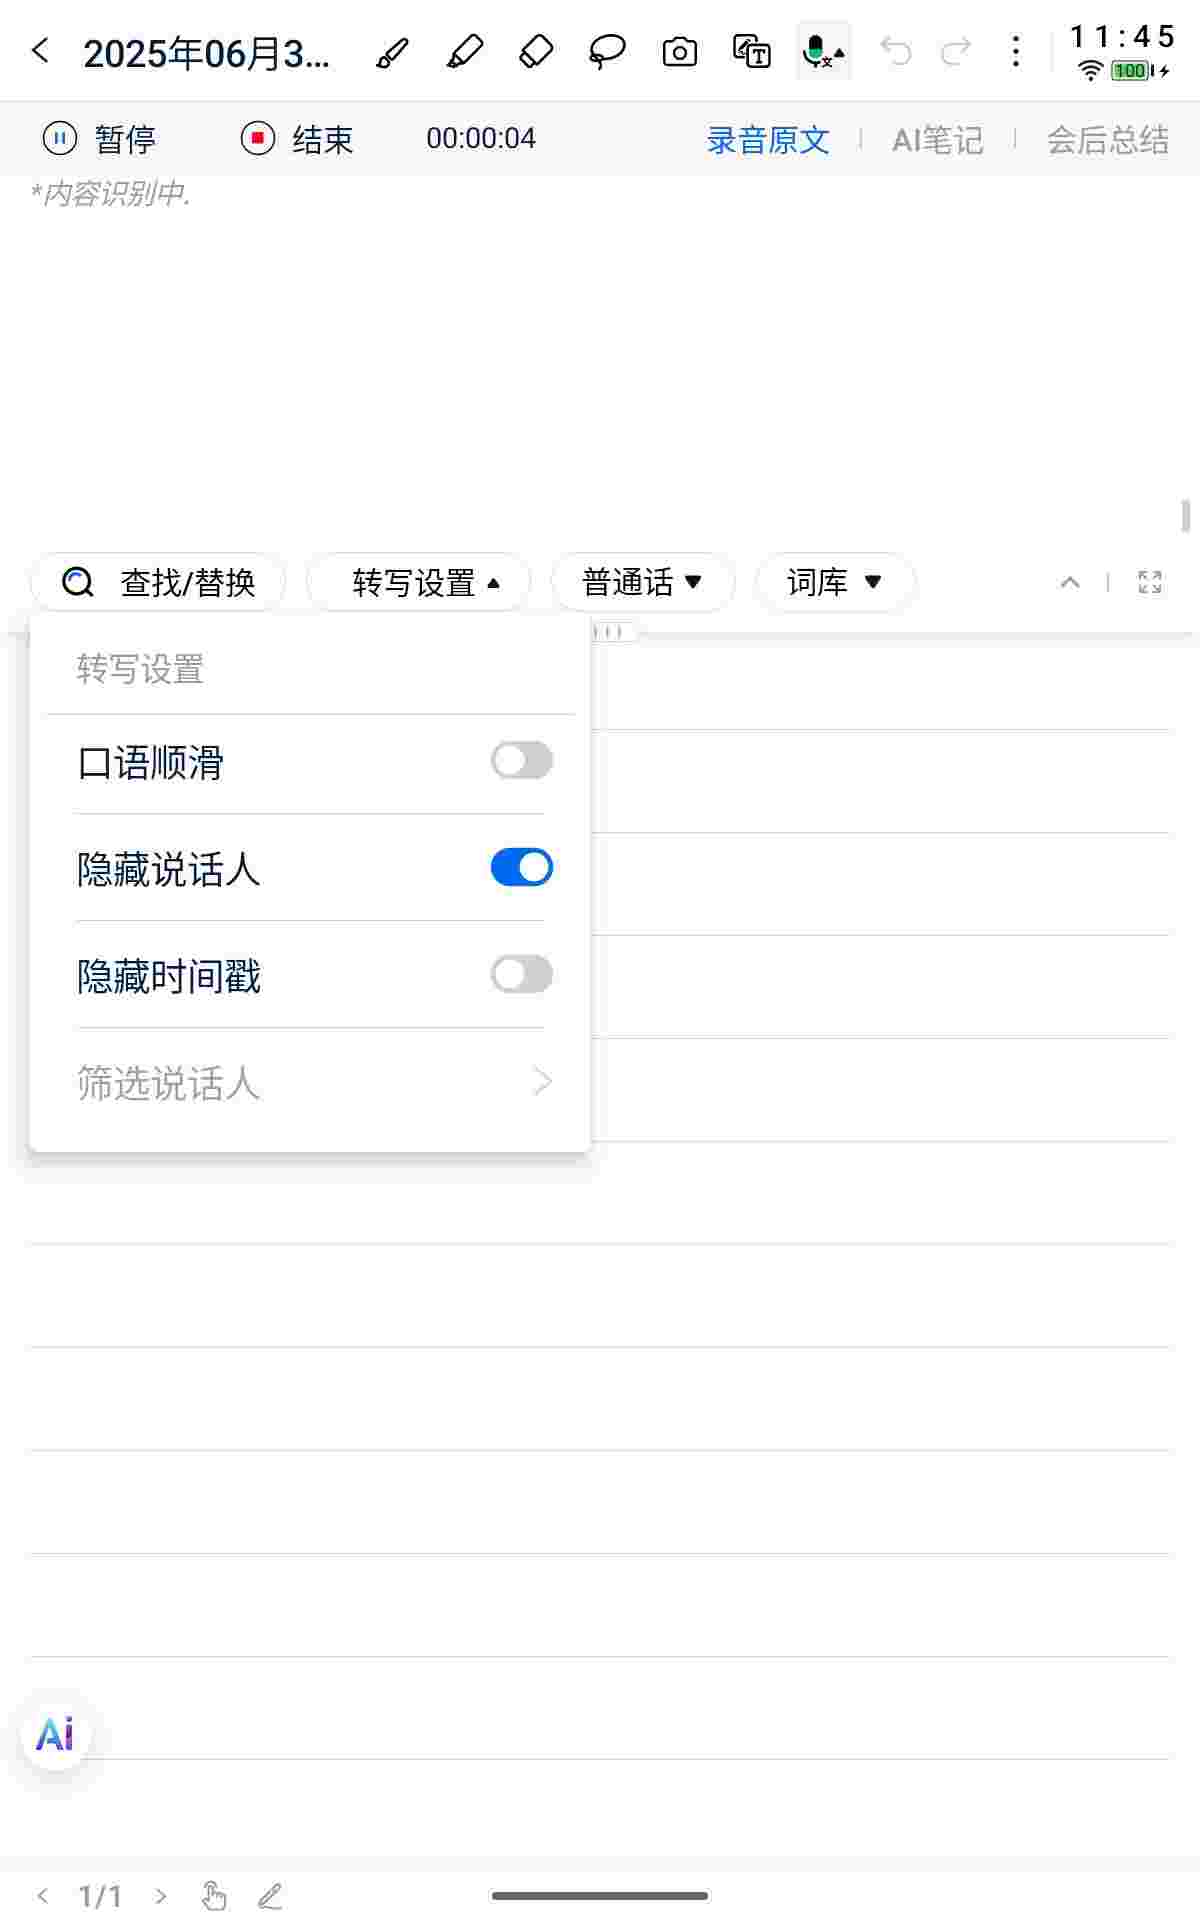 2025年06月3...
11:45
100
暂停 结束 00:00:04 录音原文 AI笔记 会后总结
*内容识别中.
查找/替换 转写设置 普通话 词库
转写设置
口语顺滑
隐藏说话人
隐藏时间戳
筛选说话人
Ai
1/1